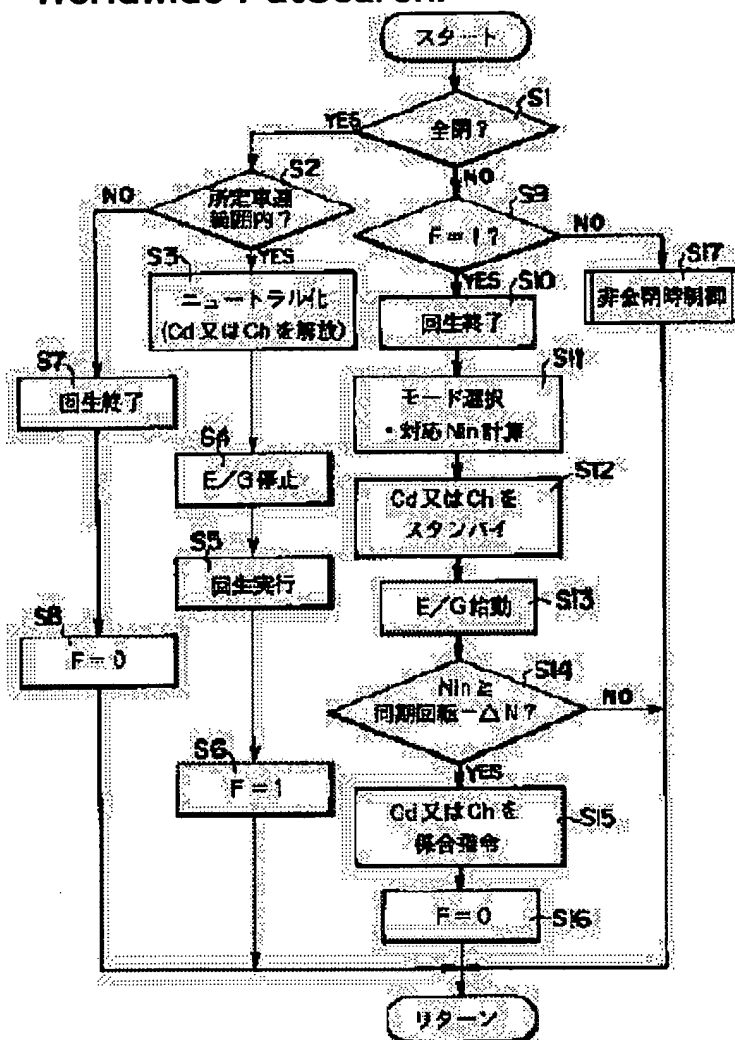 Worldwide PatSearch.
スタート
S1
全閉?
YES
NO
S2
所定車速
範囲内?
NO
YES
S9
F=1?
NO
YES
S3
ニュートラル化
(Cd又はChを解放)
S10
回生終了
S17
非全閉時制御
S7
回生終了
S11
モード選択
・対応Nin計算
S4
E/G停止
S12
Cd又はChを
スタンバイ
S5
回生実行
S13
E/G始動
S8
F=0
S14
Ninと
同期回転-△N?
NO
YES
S6
F=1
S15
Cd又はChを
係合指令
S16
F=0
リターン